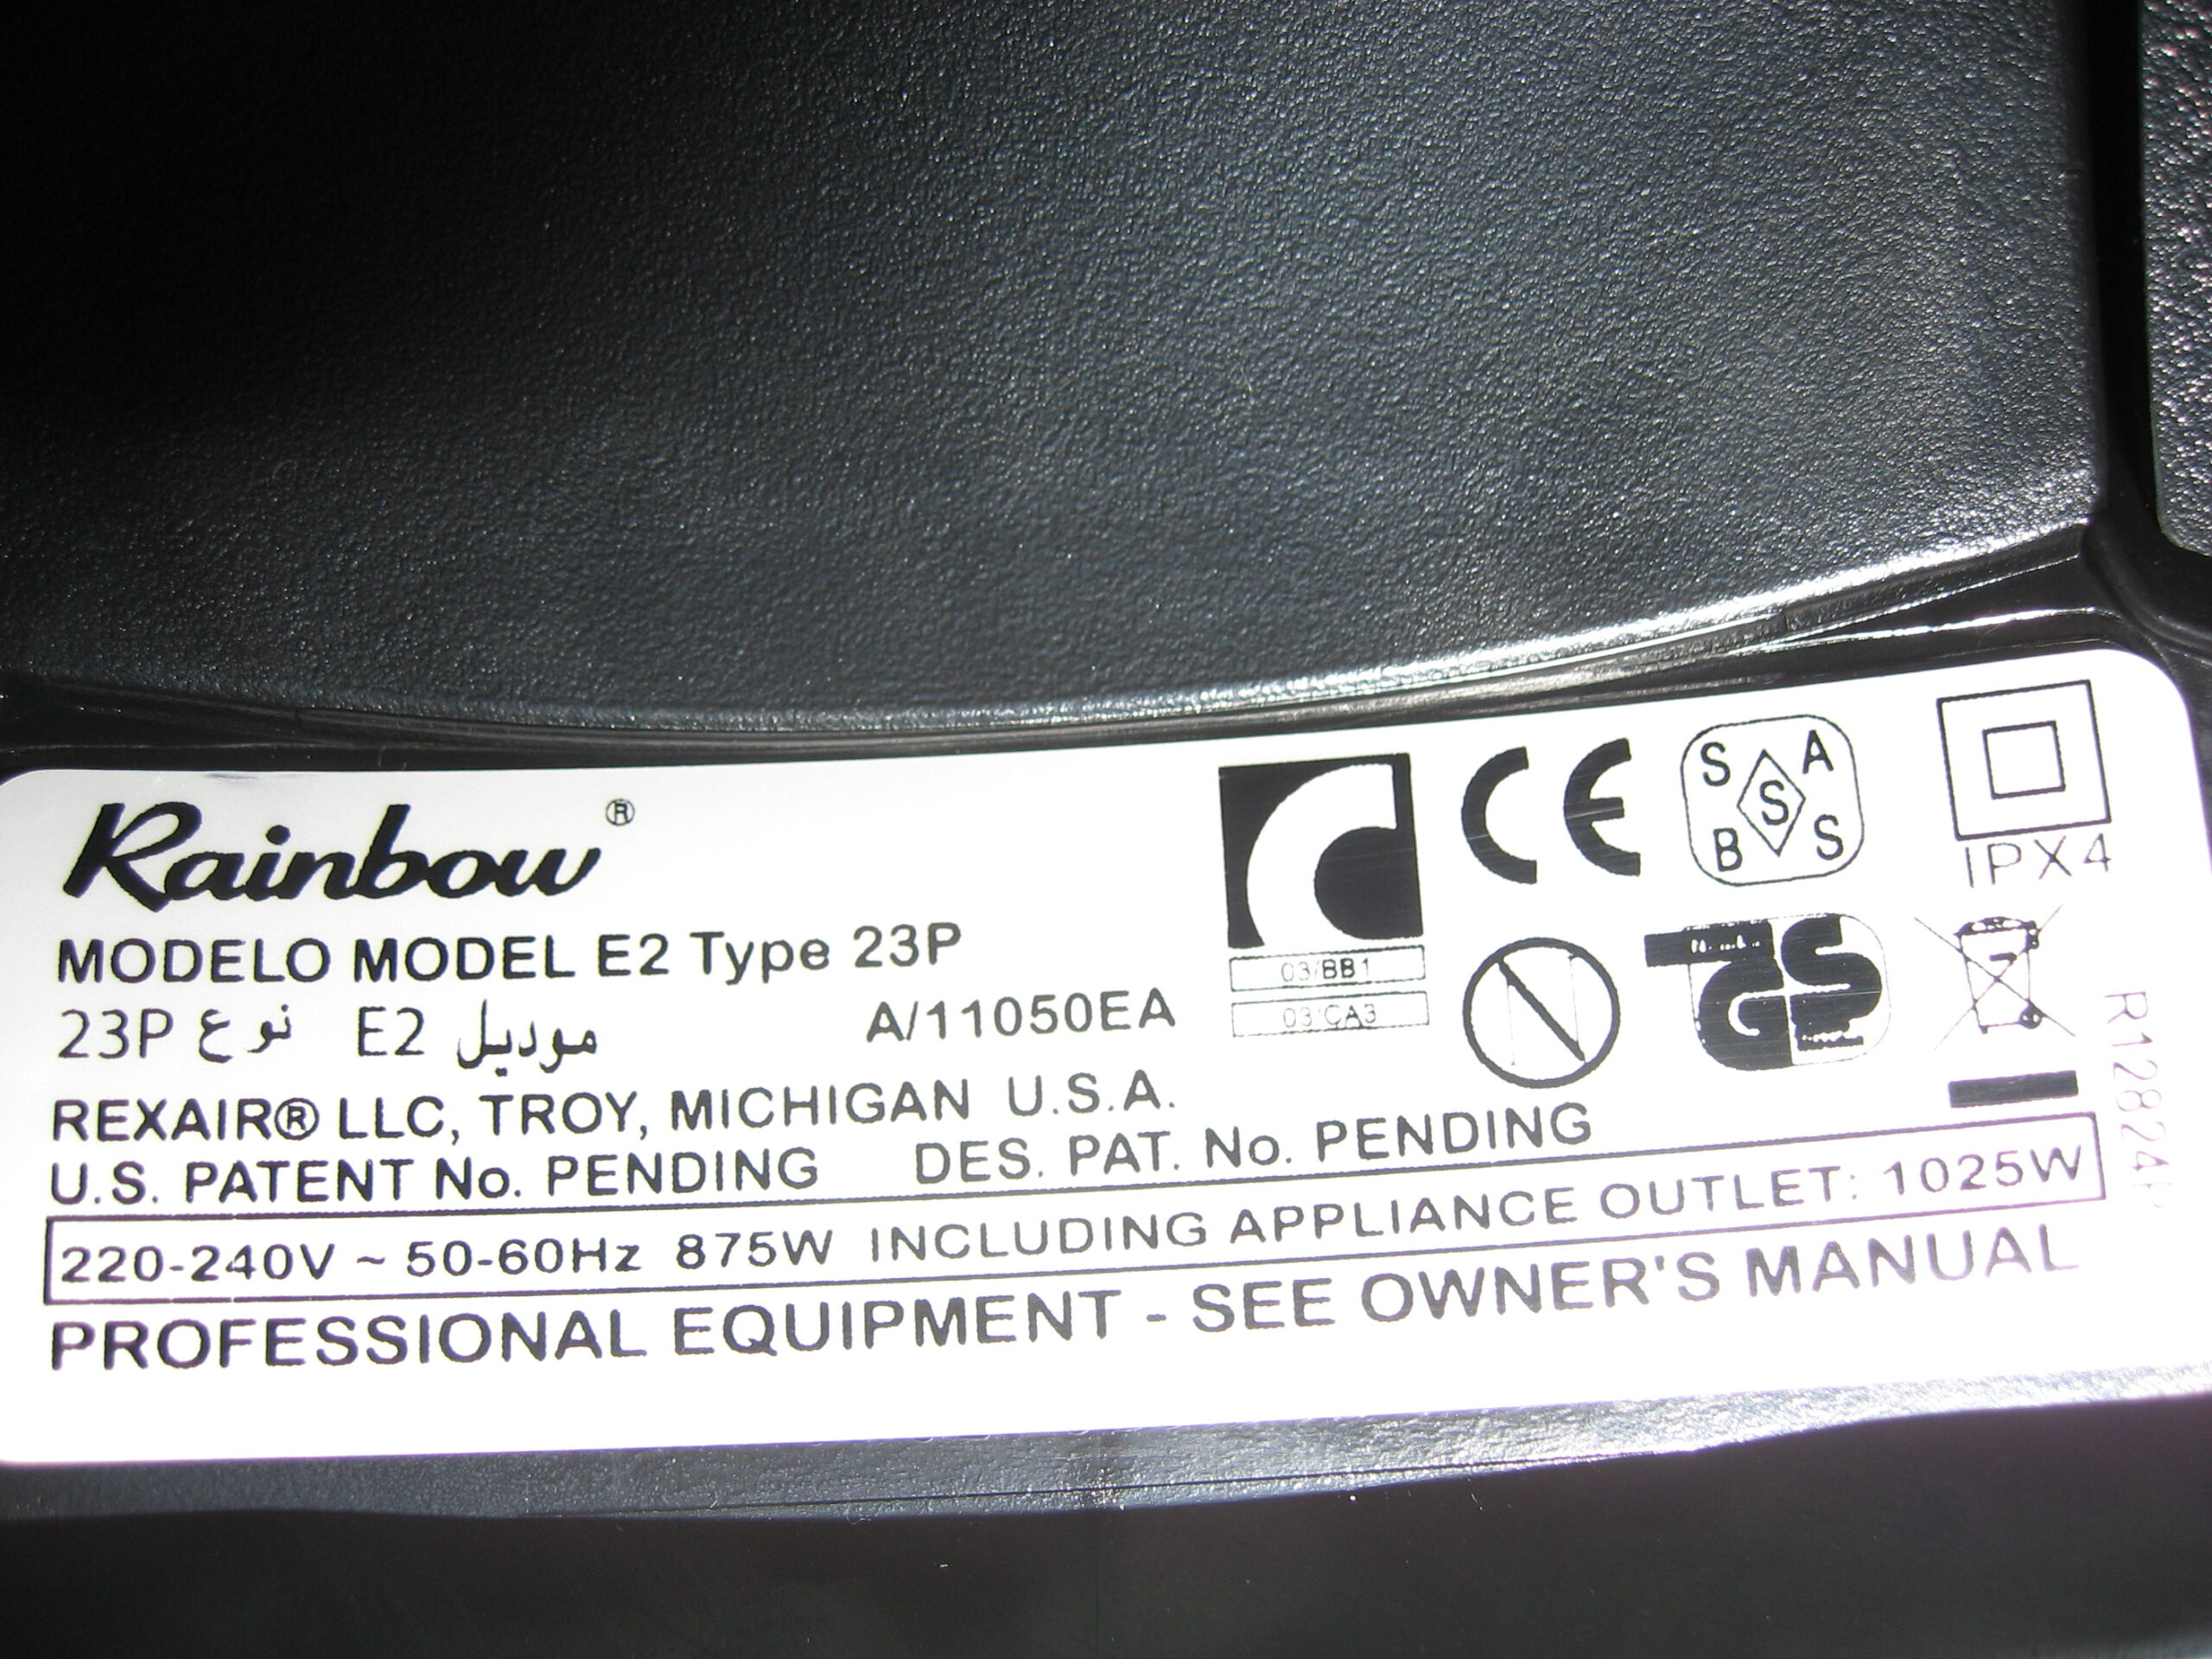 Rainbow®
MODELO MODEL E2 Type 23P
موديل E2 نوع 23P
A/11050EA
REXAIR® LLC, TROY, MICHIGAN U.S.A.
U.S. PATENT No. PENDING DES. PAT. No. PENDING
220-240V ~ 50-60Hz 875W INCLUDING APPLIANCE OUTLET: 1025W
PROFESSIONAL EQUIPMENT - SEE OWNER'S MANUAL
03/BB1
03/CA3
CE
S A
S
B S
IPX4
N
GS
R12824P